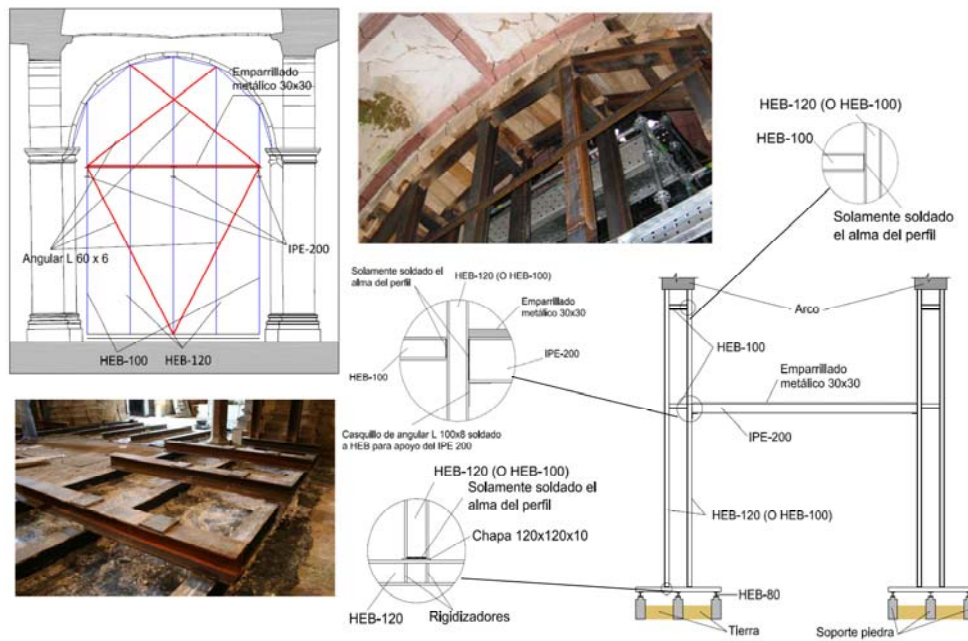 Emparrillado
metálico 30x30
Angular L 60 x 6
IPE-200
HEB-100
HEB-120
HEB-120 (O HEB-100)
HEB-100
Solamente soldado
el alma del perfil
Solamente soldado el
alma del perfil
HEB-120 (O HEB-100)
Emparrillado
metálico 30x30
HEB-100
IPE-200
Casquillo de angular L 100x8 soldado
a HEB para apoyo del IPE 200
Arco
HEB-100
Emparrillado
metálico 30x30
IPE-200
HEB-120 (O HEB-100)
HEB-120 (O HEB-100)
Solamente soldado el
alma del perfil
Chapa 120x120x10
HEB-120
Rigidizadores
HEB-80
Tierra
Soporte piedra